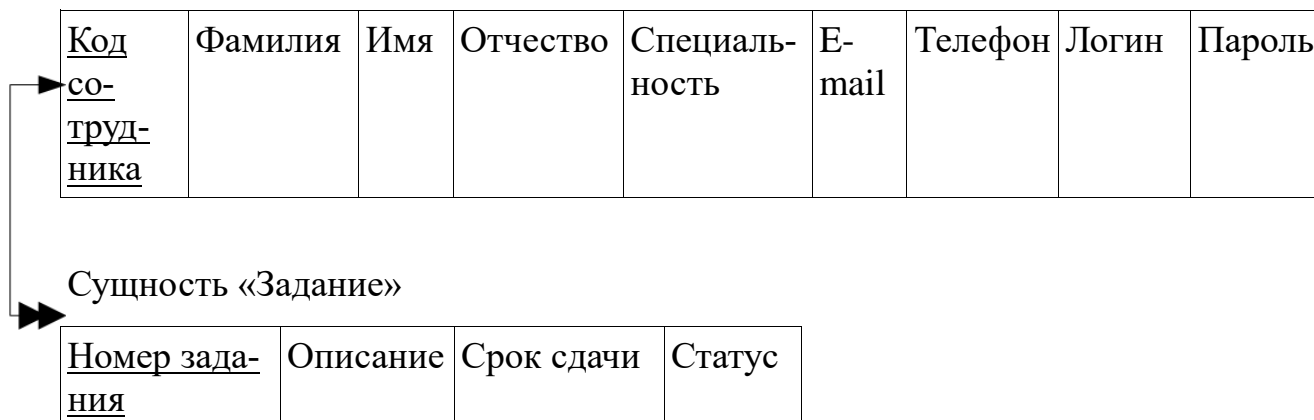 Код со-труд-ника Фамилия Имя Отчество Специаль-ность E-mail Телефон Логин Пароль
Сущность «Задание»
Номер зада-ния Описание Срок сдачи Статус